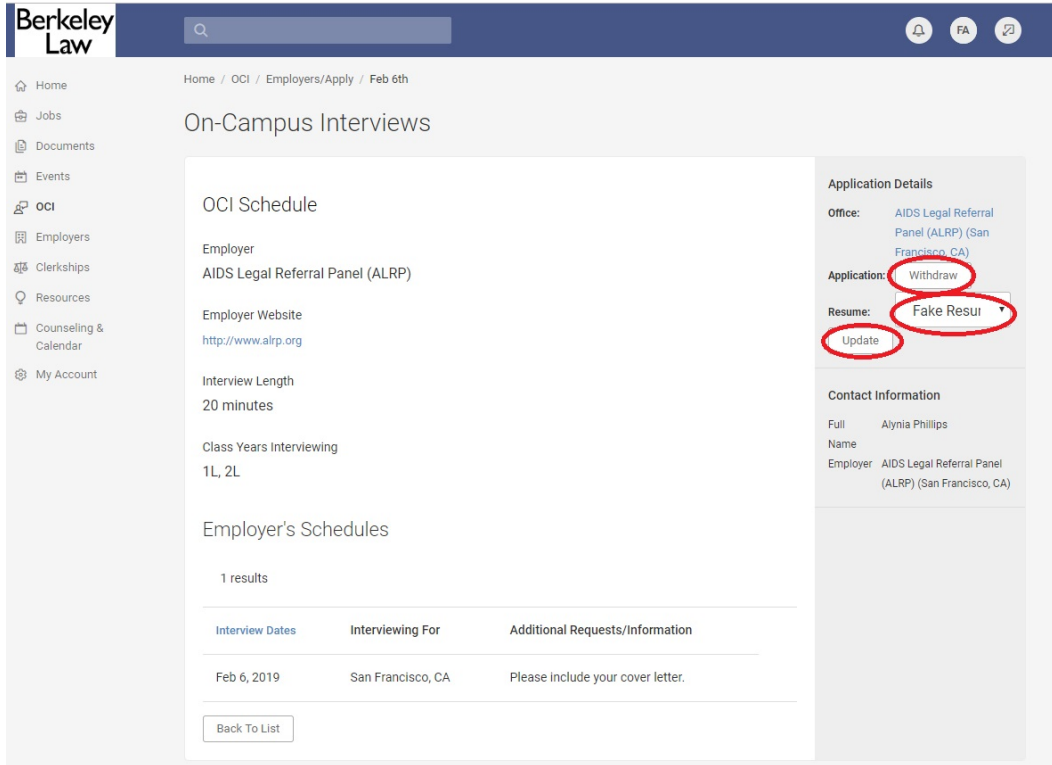 Berkeley
Law
FA
Home
Jobs
Documents
Events
OCI
Employers
Clerkships
Resources
Counseling &
Calendar
My Account
Home / OCI / Employers/Apply / Feb 6th
On-Campus Interviews
OCI Schedule
Employer
AIDS Legal Referral Panel (ALRP)
Employer Website
http://www.alrp.org
Interview Length
20 minutes
Class Years Interviewing
1L, 2L
Employer's Schedules
1 results
Interview Dates Interviewing For Additional Requests/Information
Feb 6, 2019 San Francisco, CA Please include your cover letter.
Back To List
Application Details
Office: AIDS Legal Referral
Panel (ALRP) (San
Francisco, CA)
Application: Withdraw
Resume: Fake Resur
Update
Contact Information
Full Alynia Phillips
Name
Employer AIDS Legal Referral Panel
(ALRP) (San Francisco, CA)